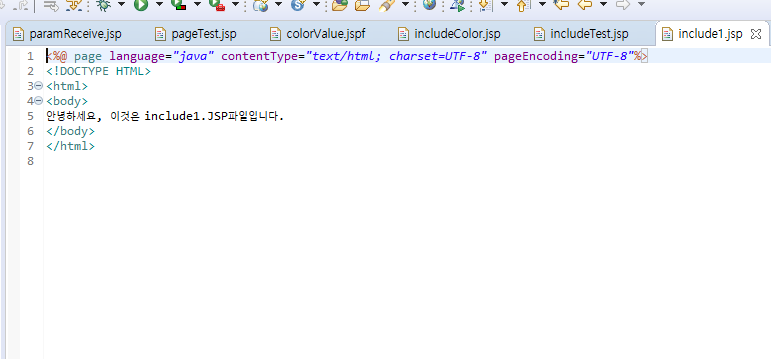 paramReceive.jsp pageTest.jsp colorValue.jspf includeColor.jsp includeTest.jsp include1.jsp
1 <%@ page language="java" contentType="text/html; charset=UTF-8" pageEncoding="UTF-8"%>
2 <!DOCTYPE HTML>
3 <html>
4 <body>
5 안녕하세요, 이것은 include1.JSP파일입니다.
6 </body>
7 </html>
8